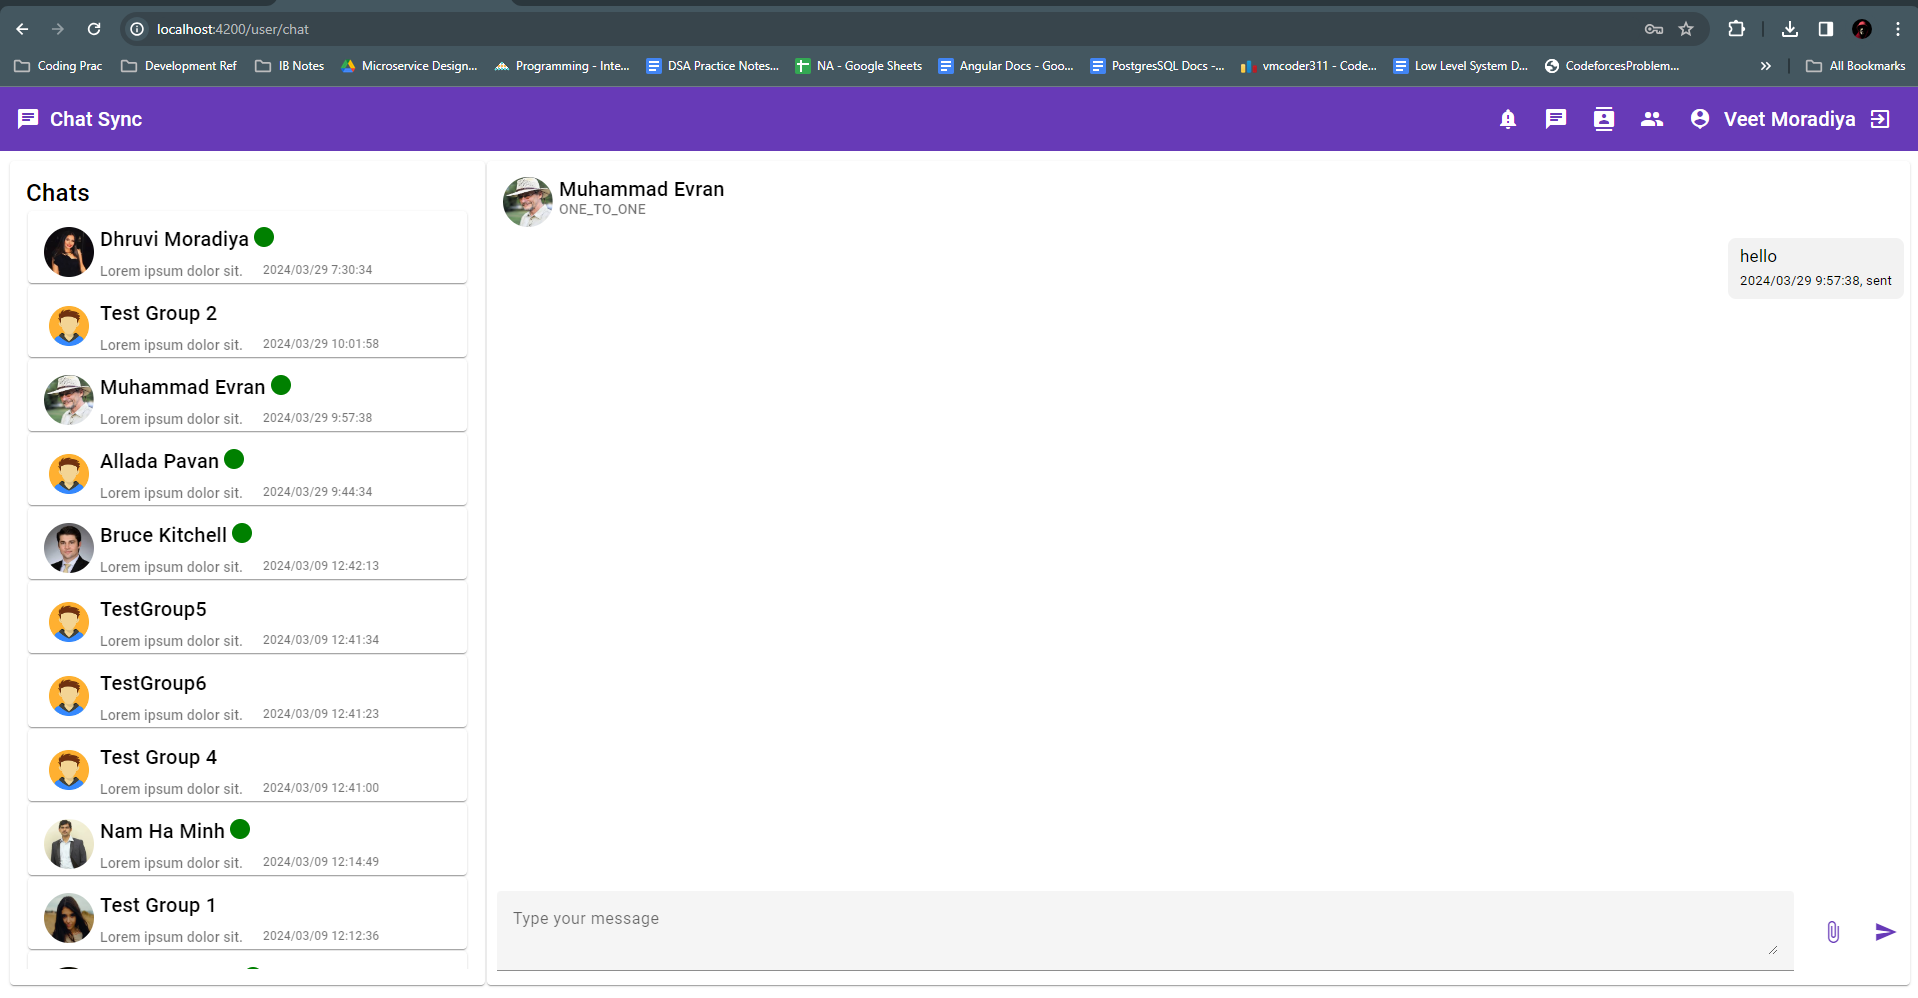 localhost:4200/user/chat
Coding Prac
Development Ref
IB Notes
Microservice Design...
Programming - Inte...
DSA Practice Notes...
NA - Google Sheets
Angular Docs - Goo...
PostgresSQL Docs -...
vmcoder311 - Code...
Low Level System D...
CodeforcesProblem...
All Bookmarks
Chat Sync
Veet Moradiya
Chats
Dhruvi Moradiya
Lorem ipsum dolor sit. 2024/03/29 7:30:34
Test Group 2
Lorem ipsum dolor sit. 2024/03/29 10:01:58
Muhammad Evran
Lorem ipsum dolor sit. 2024/03/29 9:57:38
Allada Pavan
Lorem ipsum dolor sit. 2024/03/29 9:44:34
Bruce Kitchell
Lorem ipsum dolor sit. 2024/03/09 12:42:13
TestGroup5
Lorem ipsum dolor sit. 2024/03/09 12:41:34
TestGroup6
Lorem ipsum dolor sit. 2024/03/09 12:41:23
Test Group 4
Lorem ipsum dolor sit. 2024/03/09 12:41:00
Nam Ha Minh
Lorem ipsum dolor sit. 2024/03/09 12:14:49
Test Group 1
Lorem ipsum dolor sit. 2024/03/09 12:12:36
Muhammad Evran
ONE_TO_ONE
hello
2024/03/29 9:57:38, sent
Type your message